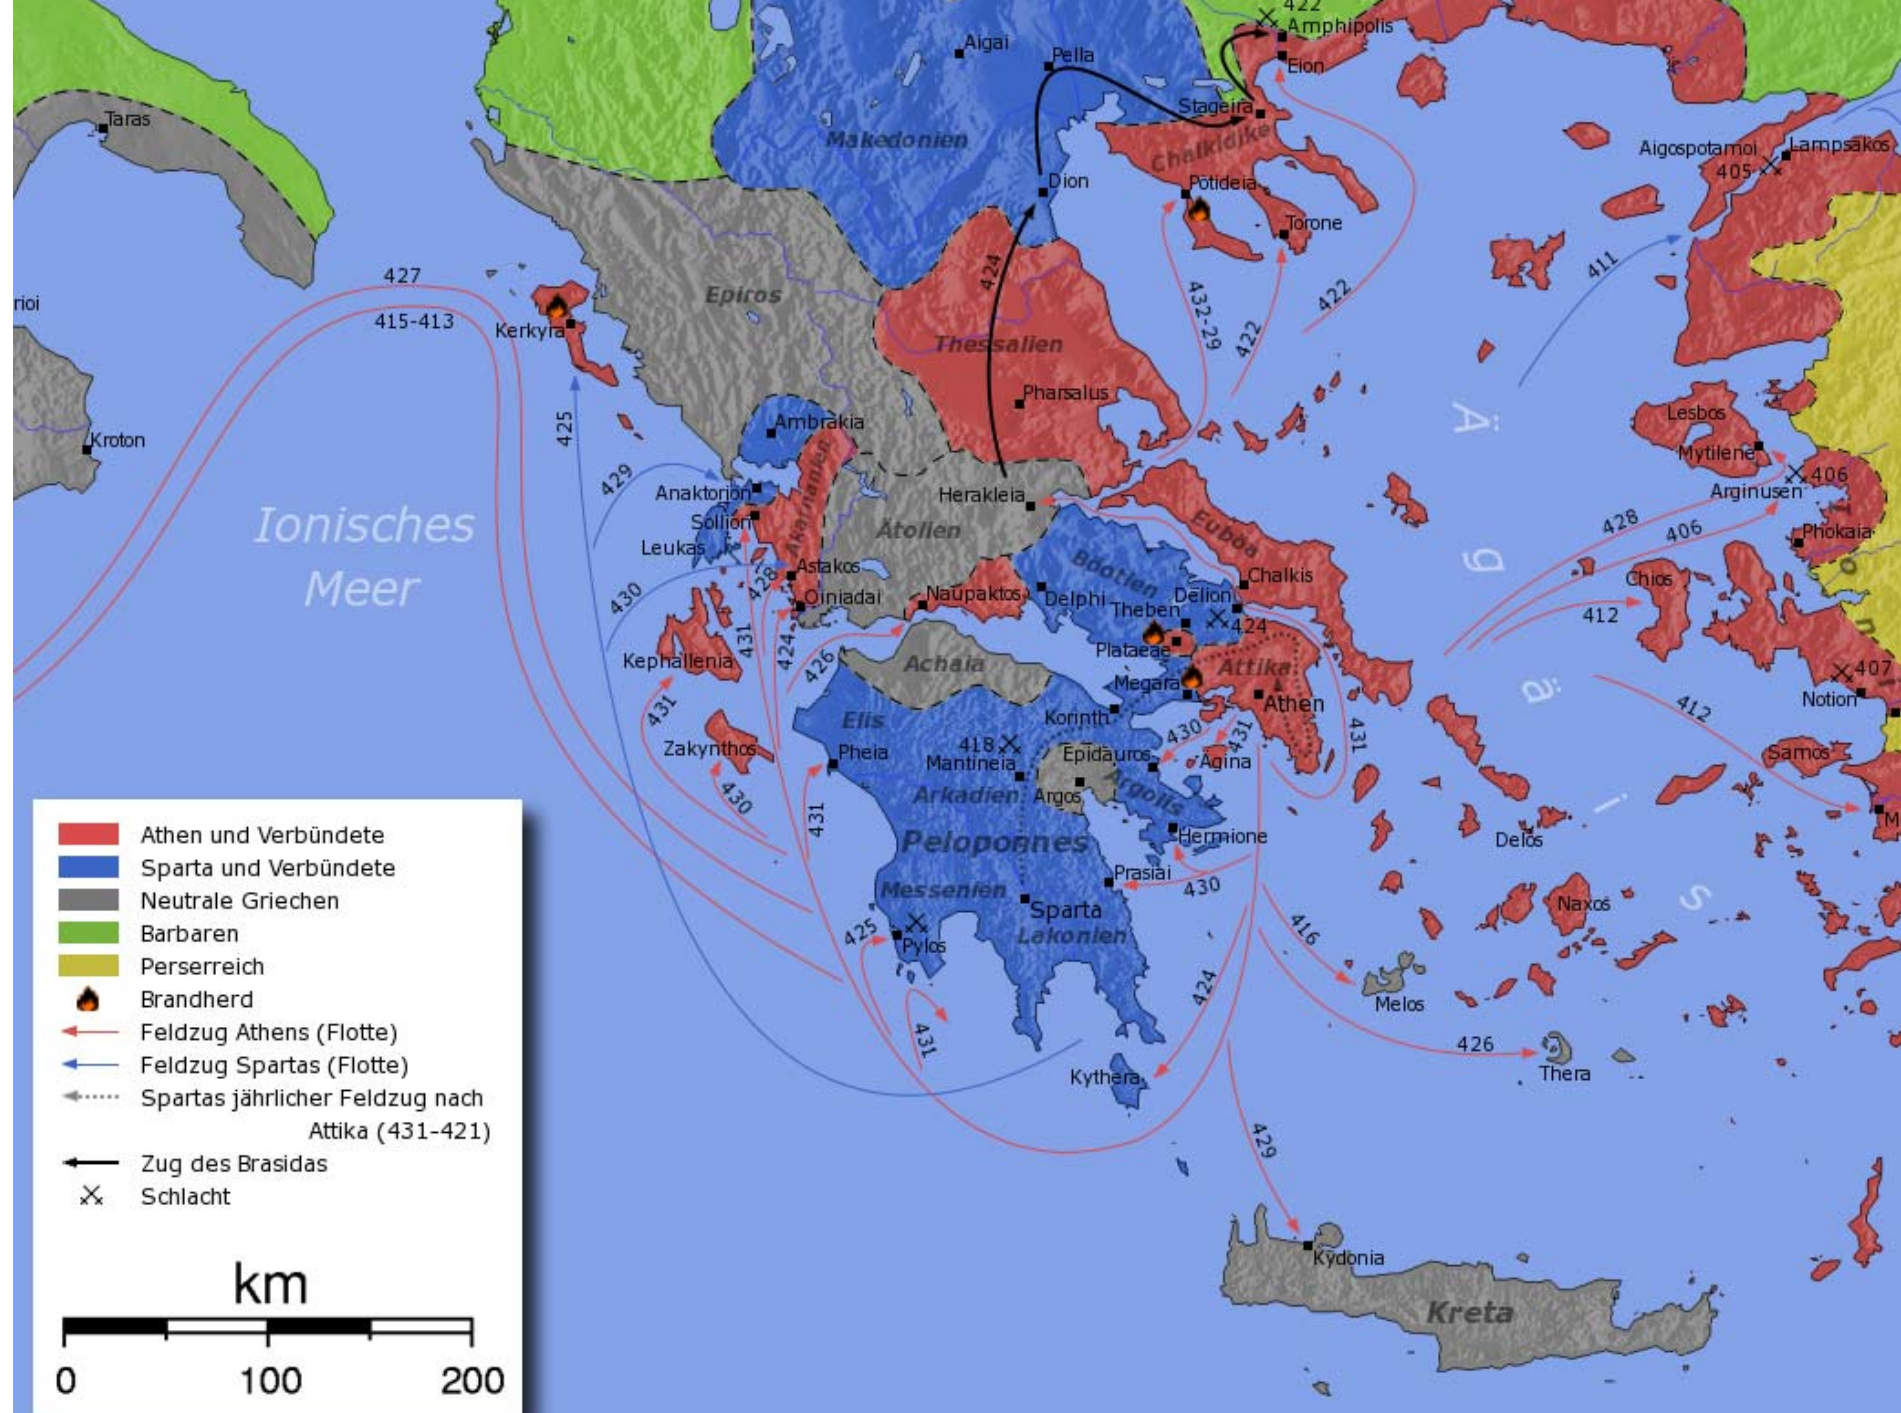 422
Amphipolis
Aigai
Pella
Eion
Stageira
Taras
Makedonien
Chalkidike
Aigospotamoi
Lampsakos
405
Dion
Potideia
Torone
427
424
411
Epiros
432-29
422
rioi
415-413
Kerkyra
422
Thessalien
Pharsalus
Lesbos
Ambrakia
425
Kroton
Mytilene
Akarnanien
429
Herakleia
406
Anaktorion
Arginusen
Sollion
Ätolien
Euböa
428
406
Phokaia
Ionisches
Meer
Leukas
Böotien
Astakos
428
Chalkis
Chios
430
Oiniadai
Naupaktos
Delphi
Theben
Delion
412
424
431
424
Plataeae
Kephallenia
426
Achaia
Attika
407
Megara
Notion
431
Korinth
Athen
412
Elis
430
431
431
Zakynthos
Pheia
418
Mantineia
Epidauros
Ägina
Samos
430
431
Arkadien
Argos
Argolis
M
Peloponnes
Hermione
Delos
Messenien
Prasiai
430
Sparta
Naxos
425
Pylos
Lakonien
416
424
Melos
431
426
Kythera
Thera
429
Kydonia
Kreta
Ä g ä i s
I o n
Athen und Verbündete
Sparta und Verbündete
Neutrale Griechen
Barbaren
Perserreich
Brandherd
Feldzug Athens (Flotte)
Feldzug Spartas (Flotte)
Spartas jährlicher Feldzug nach
Attika (431-421)
Zug des Brasidas
Schlacht
km
0 100 200